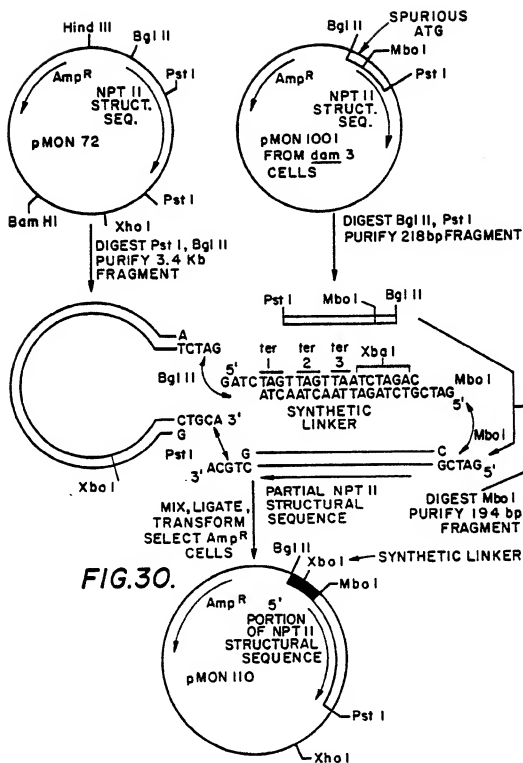 Hind III
Bgl II
Pst I
Amp R
NPT II
STRUCT.
SEQ.
pMON 72
Pst I
Xho I
Bam HI
SPURIOUS
ATG
Bgl II
Mbo I
Pst I
Amp R
NPT II
STRUCT.
SEQ.
pMON 1001
FROM dam 3
CELLS
DIGEST Pst I, Bgl II
PURIFY 3.4 Kb
FRAGMENT
DIGEST Bgl II, Pst I
PURIFY 218bp FRAGMENT
Pst I
Mbo I
Bgl II
A
TCTAG
Bgl II
5'
ter
1
ter
2
ter
3
Xba I
GATCTAGTTAGTTAATCTAGAC
ATCAATCAATTAGATCTGCTAG
Mbo I
5'
SYNTHETIC
LINKER
CTGCA 3'
G
Pst I
3' ACGTC
G
C
GCTAG 5'
Mbo I
Xbo I
PARTIAL NPT II
STRUCTURAL
SEQUENCE
DIGEST Mbo I
PURIFY 194 bp
FRAGMENT
MIX, LIGATE,
TRANSFORM
SELECT Amp R
CELLS
FIG. 30.
Bgl II
Xbo I
SYNTHETIC LINKER
Mbo I
Amp R
5'
PORTION
OF NPT II
STRUCTURAL
SEQUENCE
pMON 110
Pst I
Xho I